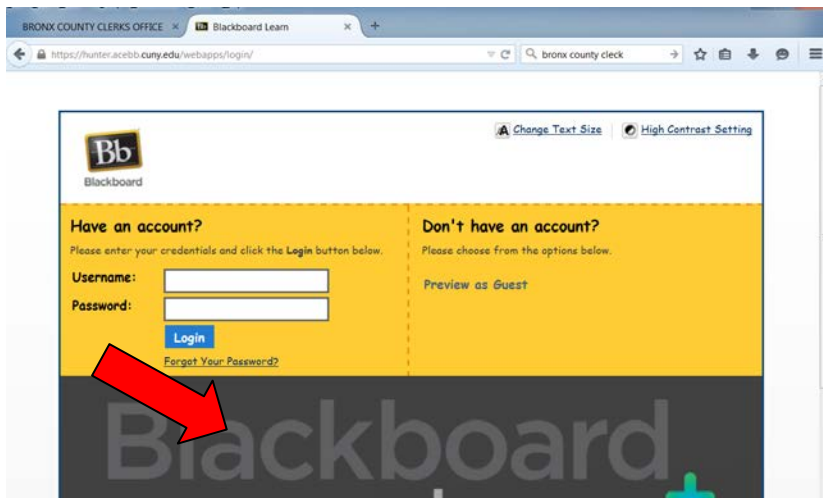 BRONX COUNTY CLERKS OFFICE
Blackboard Learn
https://hunter.acebb.cuny.edu/webapps/login/
bronx county cleck
Change Text Size
High Contrast Setting
Bb
Blackboard
Have an account?
Please enter your credentials and click the Login button below.
Username:
Password:
Login
Forgot Your Password?
Don't have an account?
Please choose from the options below.
Preview as Guest
Blackboard